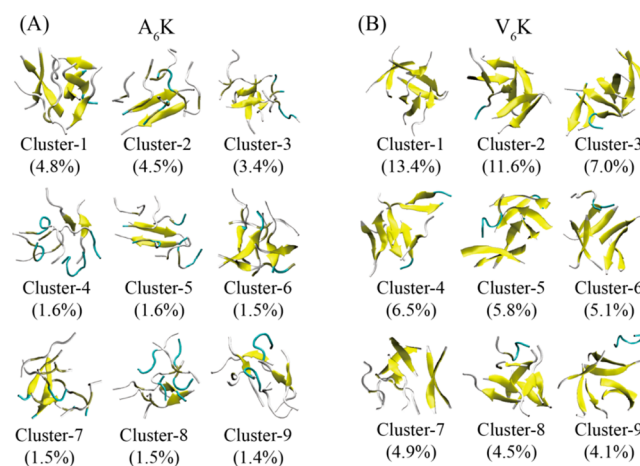 (A) A₆K
Cluster-1 Cluster-2 Cluster-3
(4.8%) (4.5%) (3.4%)
Cluster-4 Cluster-5 Cluster-6
(1.6%) (1.6%) (1.5%)
Cluster-7 Cluster-8 Cluster-9
(1.5%) (1.5%) (1.4%)
(B) V₆K
Cluster-1 Cluster-2 Cluster-3
(13.4%) (11.6%) (7.0%)
Cluster-4 Cluster-5 Cluster-6
(6.5%) (5.8%) (5.1%)
Cluster-7 Cluster-8 Cluster-9
(4.9%) (4.5%) (4.1%)